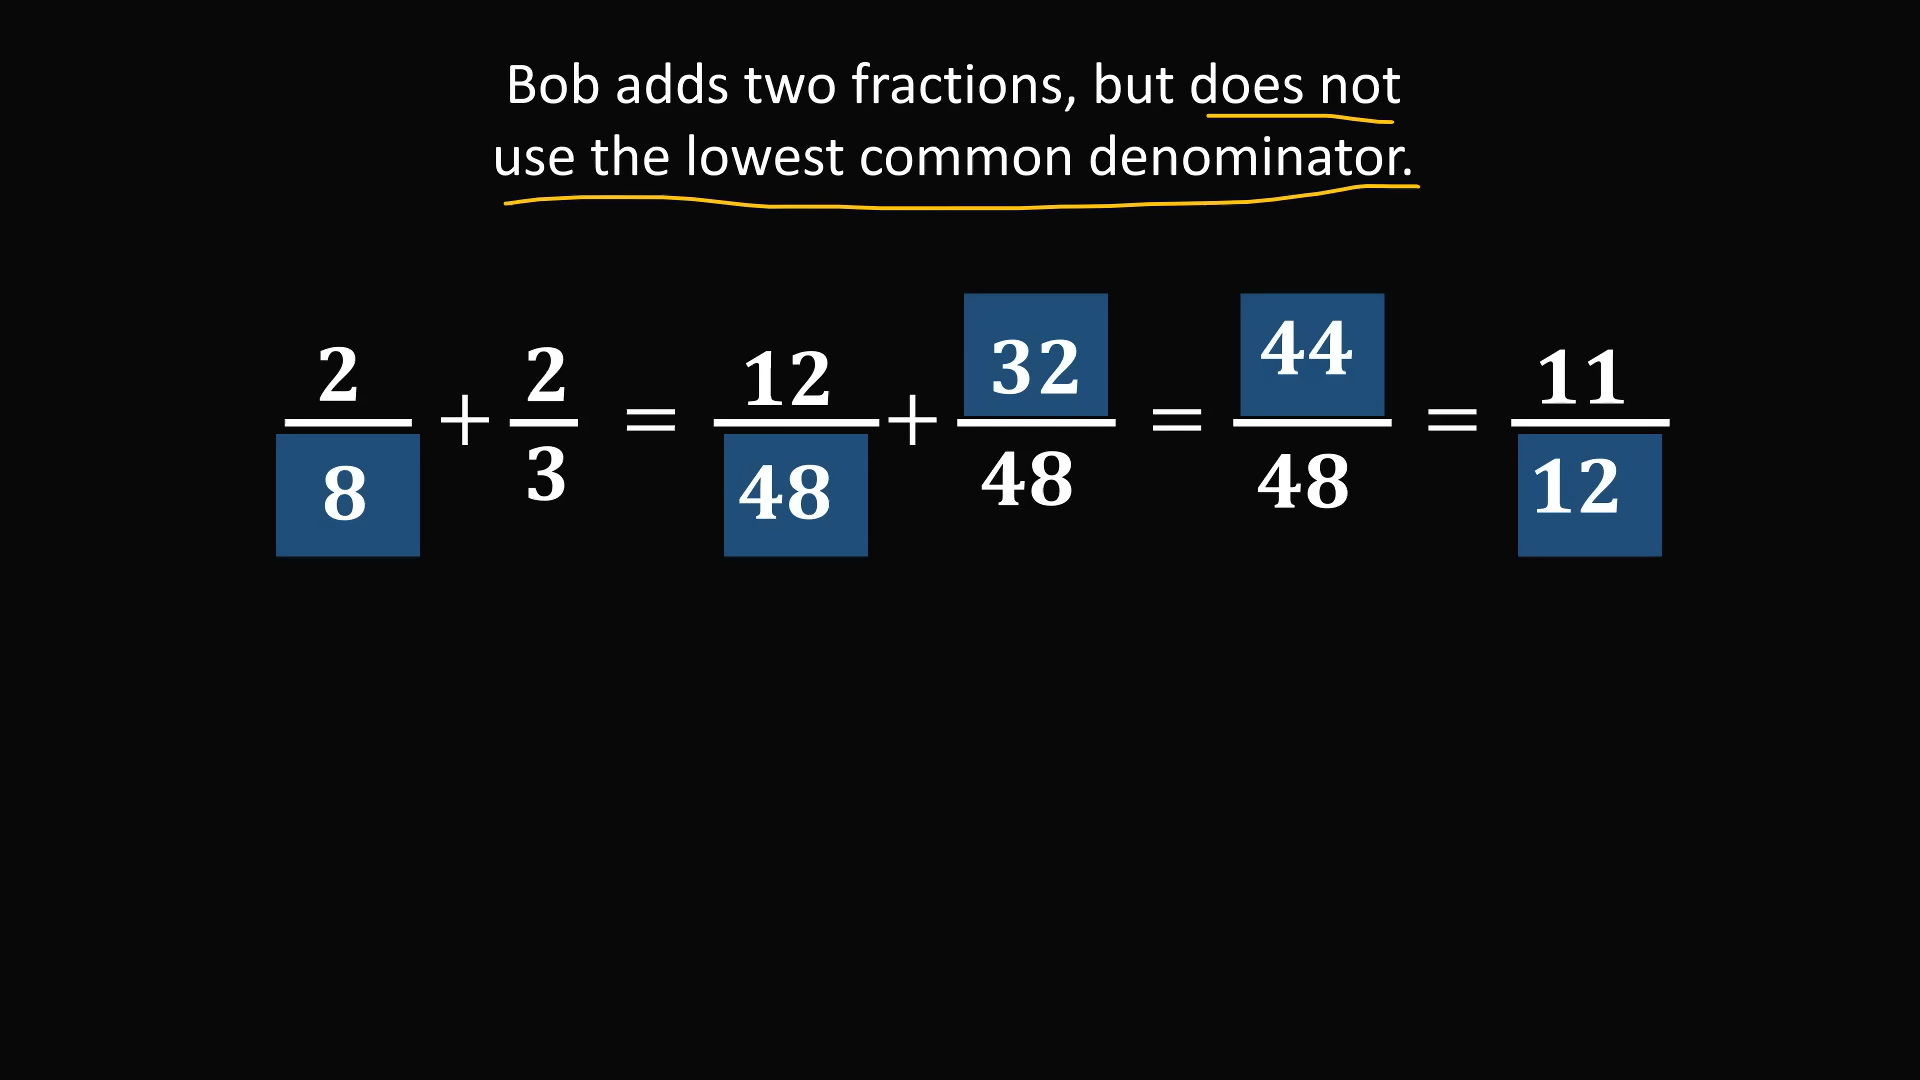 Bob adds two fractions, but does not
use the lowest common denominator.
2/8 + 2/3 = 12/48 + 32/48 = 44/48 = 11/12